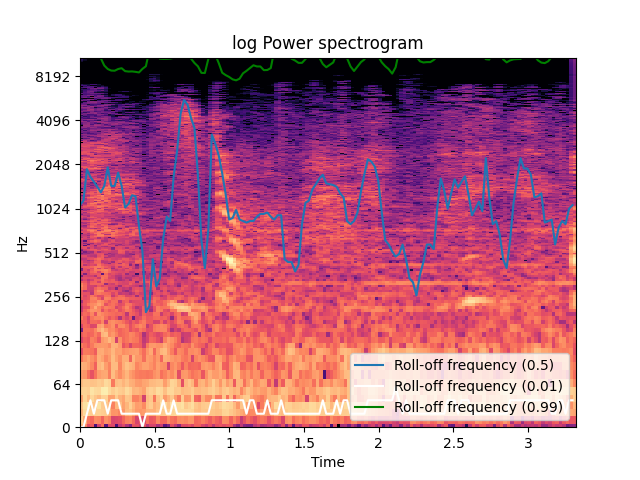 log Power spectrogram
8192
4096
2048
1024
512
256
128
64
0
Hz
Roll-off frequency (0.5)
Roll-off frequency (0.01)
Roll-off frequency (0.99)
0 0.5 1 1.5 2 2.5 3
Time